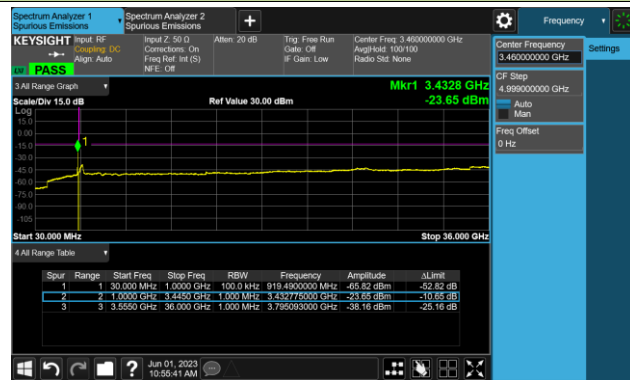 Spectrum Analyzer 1
Spurious Emissions
Spectrum Analyzer 2
Spurious Emissions
Frequency
KEYSIGHT
Input: RF
Coupling: DC
Align: Auto
Input Z: 50 Ω
Corrections: On
Freq Ref: Int (S)
NFE: Off
Atten: 20 dB
Trig: Free Run
Gate: Off
IF Gain: Low
Center Freq: 3.460000000 GHz
Avg|Hold: 100/100
Radio Std: None
PASS
Center Frequency
3.460000000 GHz
Settings
CF Step
4.999000000 GHz
Auto
Man
Freq Offset
0 Hz
3 All Range Graph
Mkr1 3.4328 GHz
Scale/Div 15.0 dB
Ref Value 30.00 dBm
-23.65 dBm
Log
15.0
0.00
-15.0
-30.0
-45.0
-60.0
-75.0
-90.0
-105
1
Start 30.000 MHz
Stop 36.000 GHz
4 All Range Table
Spur Range Start Freq Stop Freq RBW Frequency Amplitude ΔLimit
1 1 30.000 MHz 1.0000 GHz 100.0 kHz 919.4900000 MHz -65.82 dBm -52.82 dB
2 2 1.0000 GHz 3.4450 GHz 1.000 MHz 3.432775000 GHz -23.65 dBm -10.65 dB
3 3 3.5550 GHz 36.000 GHz 1.000 MHz 3.795093000 GHz -38.16 dBm -25.16 dB
Jun 01, 2023
10:55:41 AM